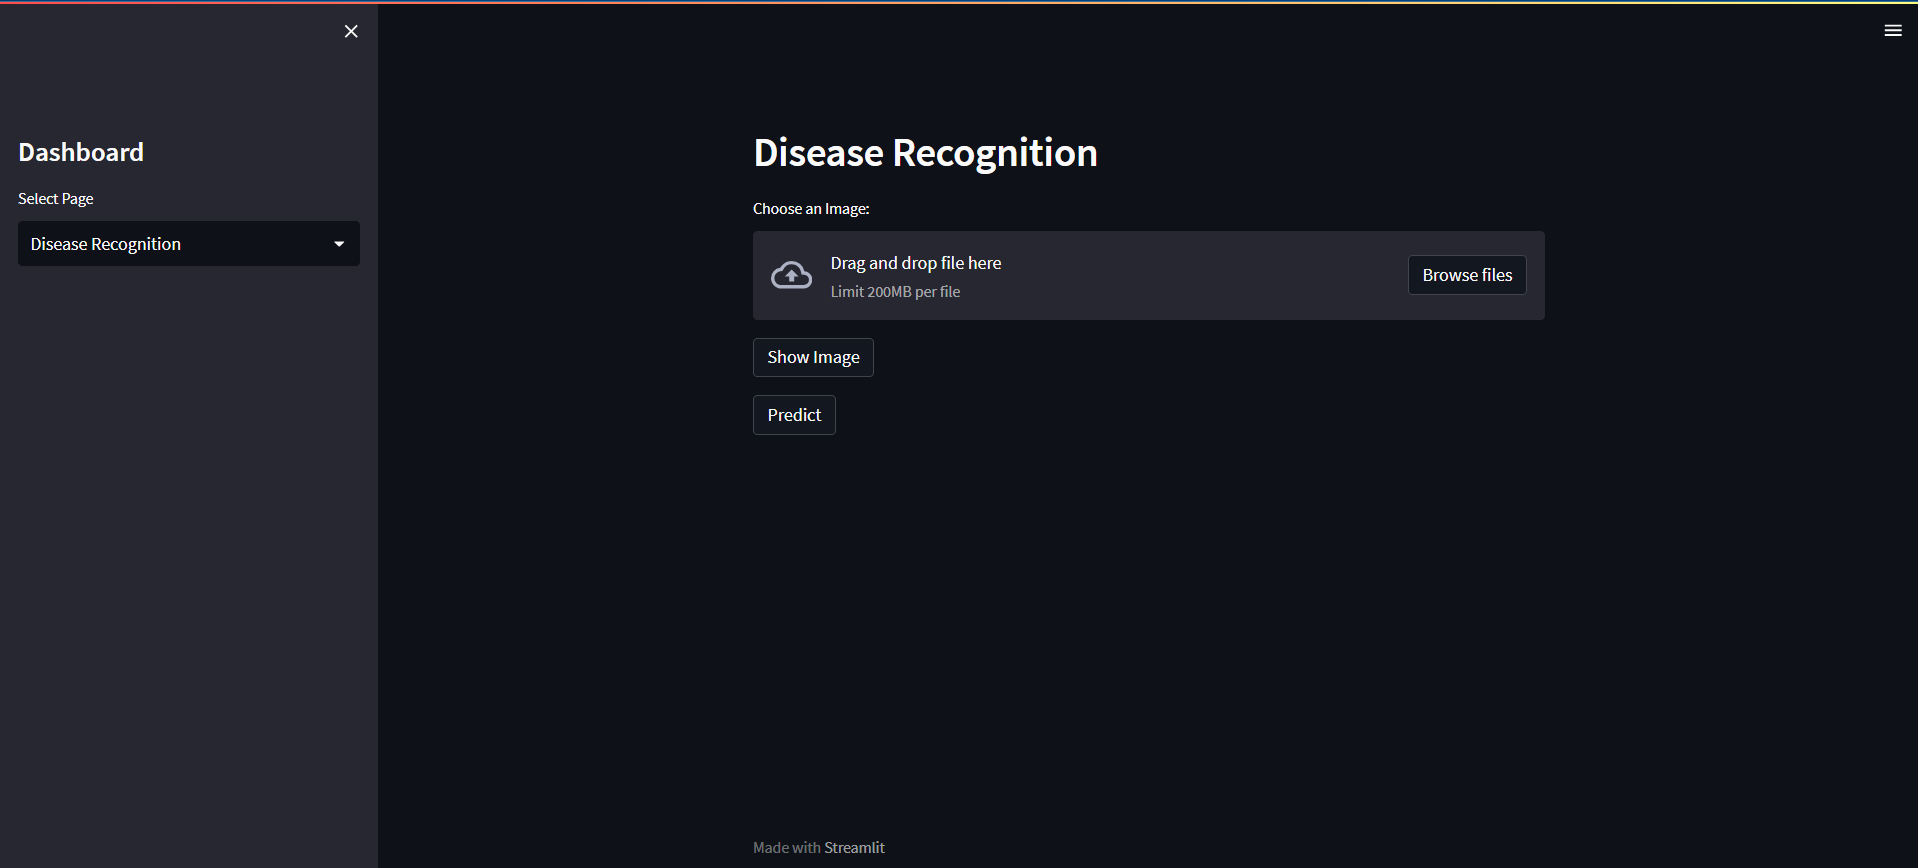 Dashboard
Select Page
Disease Recognition
Disease Recognition
Choose an Image:
Drag and drop file here
Limit 200MB per file
Browse files
Show Image
Predict
Made with Streamlit